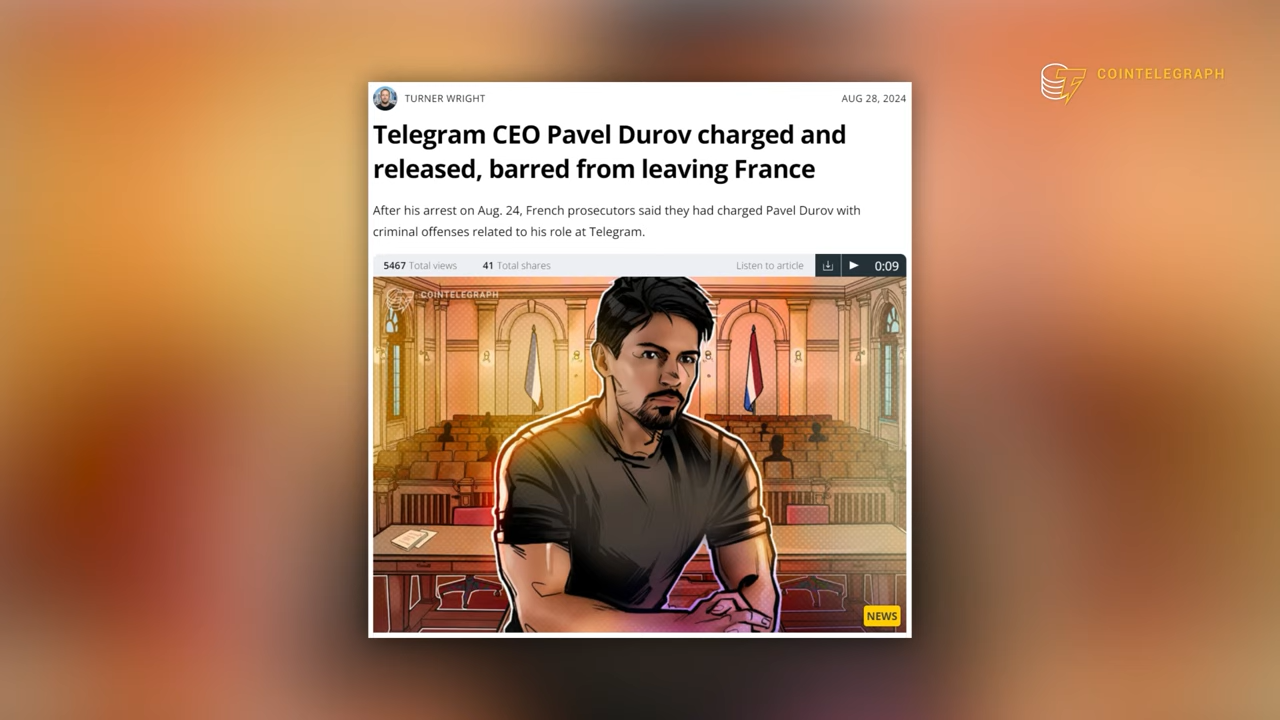 COINTELEGRAPH
TURNER WRIGHT
AUG 28, 2024
Telegram CEO Pavel Durov charged and
released, barred from leaving France
After his arrest on Aug. 24, French prosecutors said they had charged Pavel Durov with
criminal offenses related to his role at Telegram.
5467 Total views 41 Total shares Listen to article 0:09
COINTELEGRAPH
NEWS